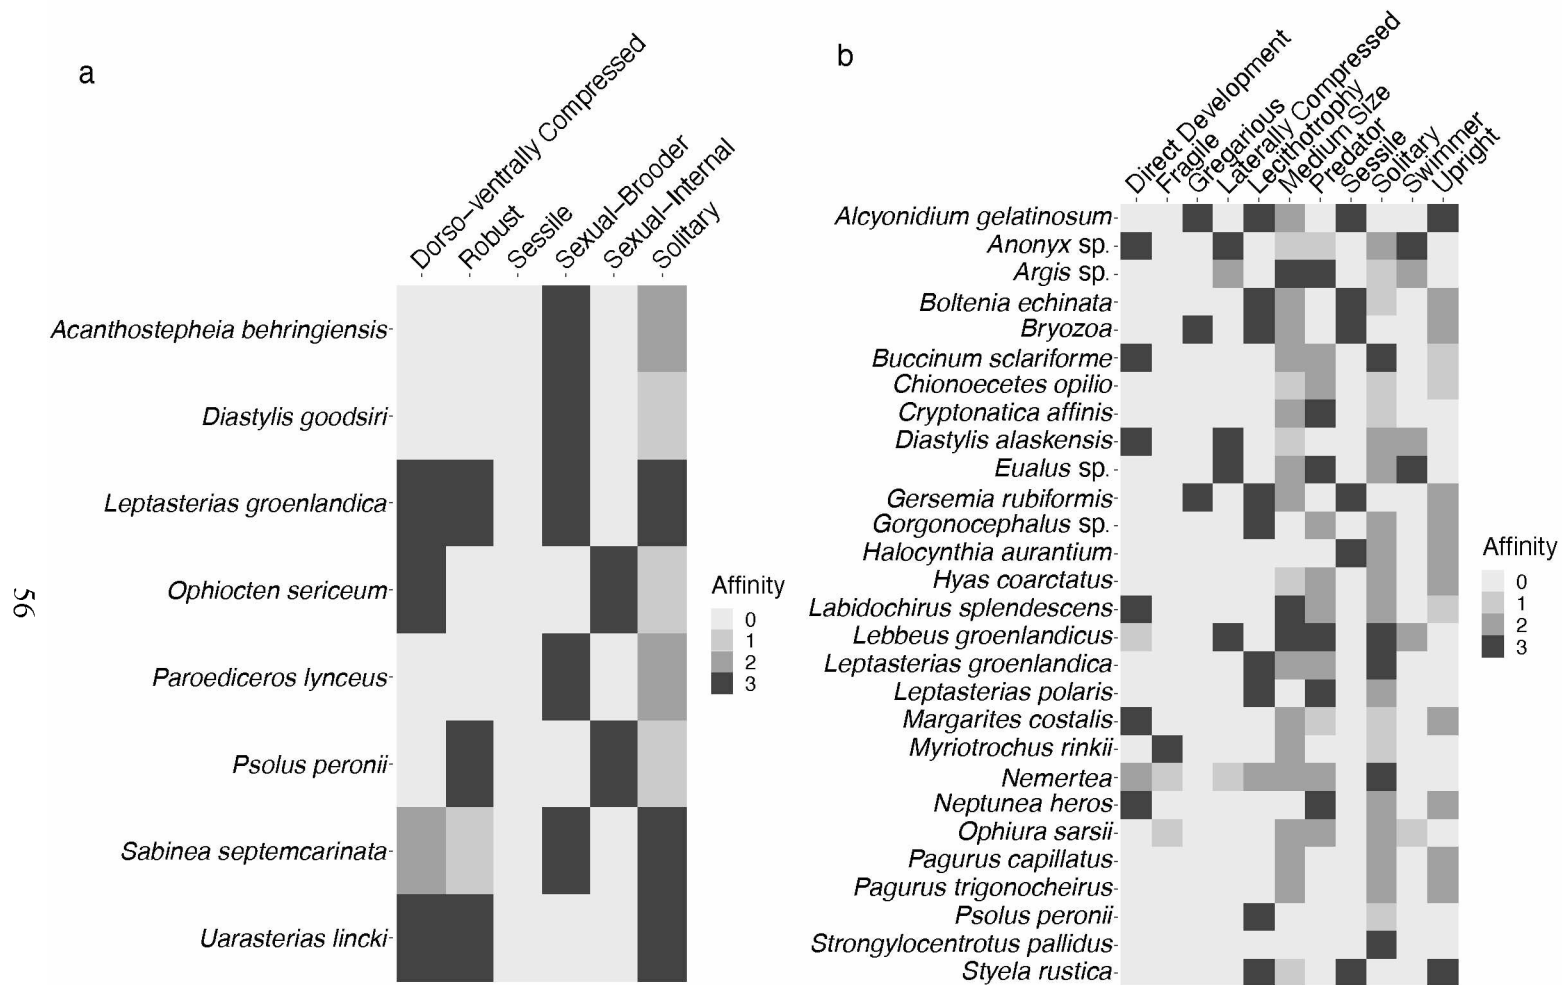 a
Dorso-ventrally Compressed
Robust
Sessile
Sexual-Brooder
Sexual-Internal
Solitary
Acanthostepheia behringiensis
Diastylis goodsiri
Leptasterias groenlandica
Ophiocten sericeum
Paroediceros lynceus
Psolus peronii
Sabinea septemcarinata
Uarasterias lincki
Affinity
0
1
2
3
b
Direct Development
Fragile
Gregarious
Laterally Compressed
Lecithotrophy
Medium Size
Predator
Sessile
Solitary
Swimmer
Upright
Alcyonidium gelatinosum
Anonyx sp.
Argis sp.
Boltenia echinata
Bryozoa
Buccinum sclariforme
Chionoecetes opilio
Cryptonatica affinis
Diastylis alaskensis
Eualus sp.
Gersemia rubiformis
Gorgonocephalus sp.
Halocynthia aurantium
Hyas coarctatus
Labidochirus splendescens
Lebbeus groenlandicus
Leptasterias groenlandica
Leptasterias polaris
Margarites costalis
Myriotrochus rinkii
Nemertea
Neptunea heros
Ophiura sarsii
Pagurus capillatus
Pagurus trigonocheirus
Psolus peronii
Strongylocentrotus pallidus
Styela rustica
Affinity
0
1
2
3
56